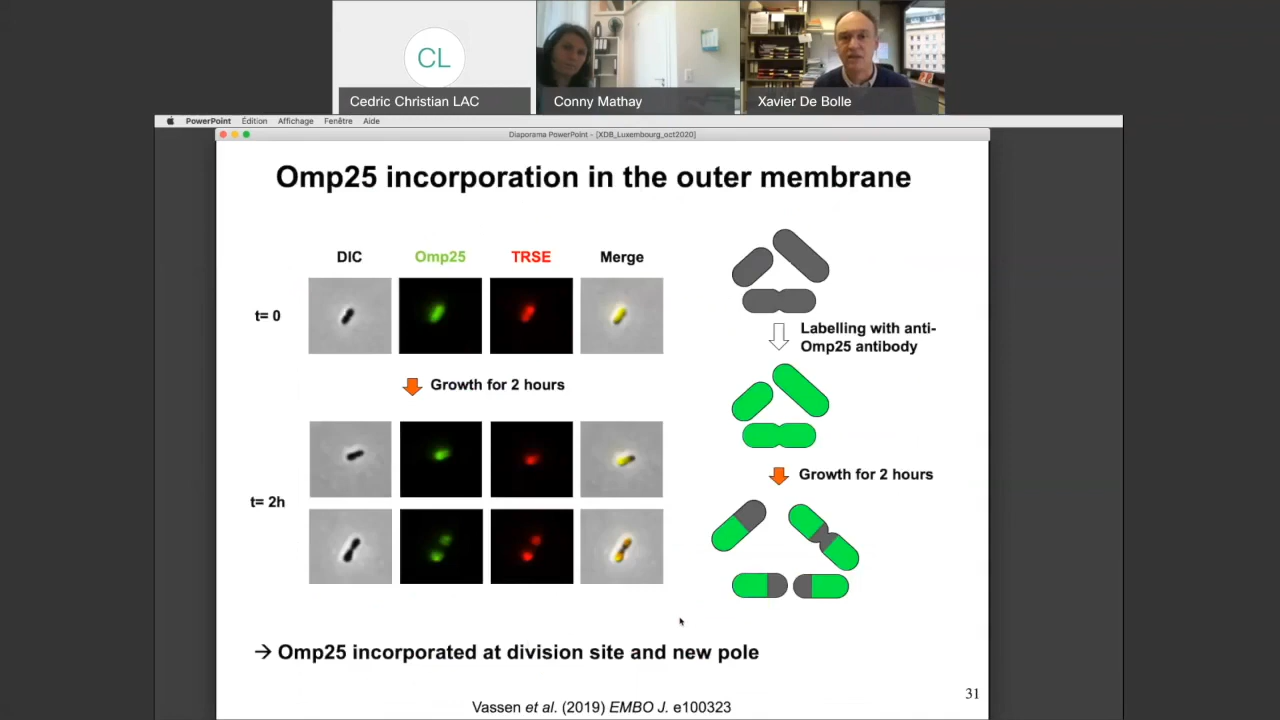 CL
Cedric Christian LAC
Conny Mathay
Xavier De Bolle
PowerPoint Édition Affichage Fenêtre Aide
Diaporama PowerPoint - [XDB_Luxembourg_oct2020]
Omp25 incorporation in the outer membrane
DIC Omp25 TRSE Merge
t= 0
Growth for 2 hours
t= 2h
Labelling with anti-
Omp25 antibody
Growth for 2 hours
→ Omp25 incorporated at division site and new pole
31
Vassen et al. (2019) EMBO J. e100323